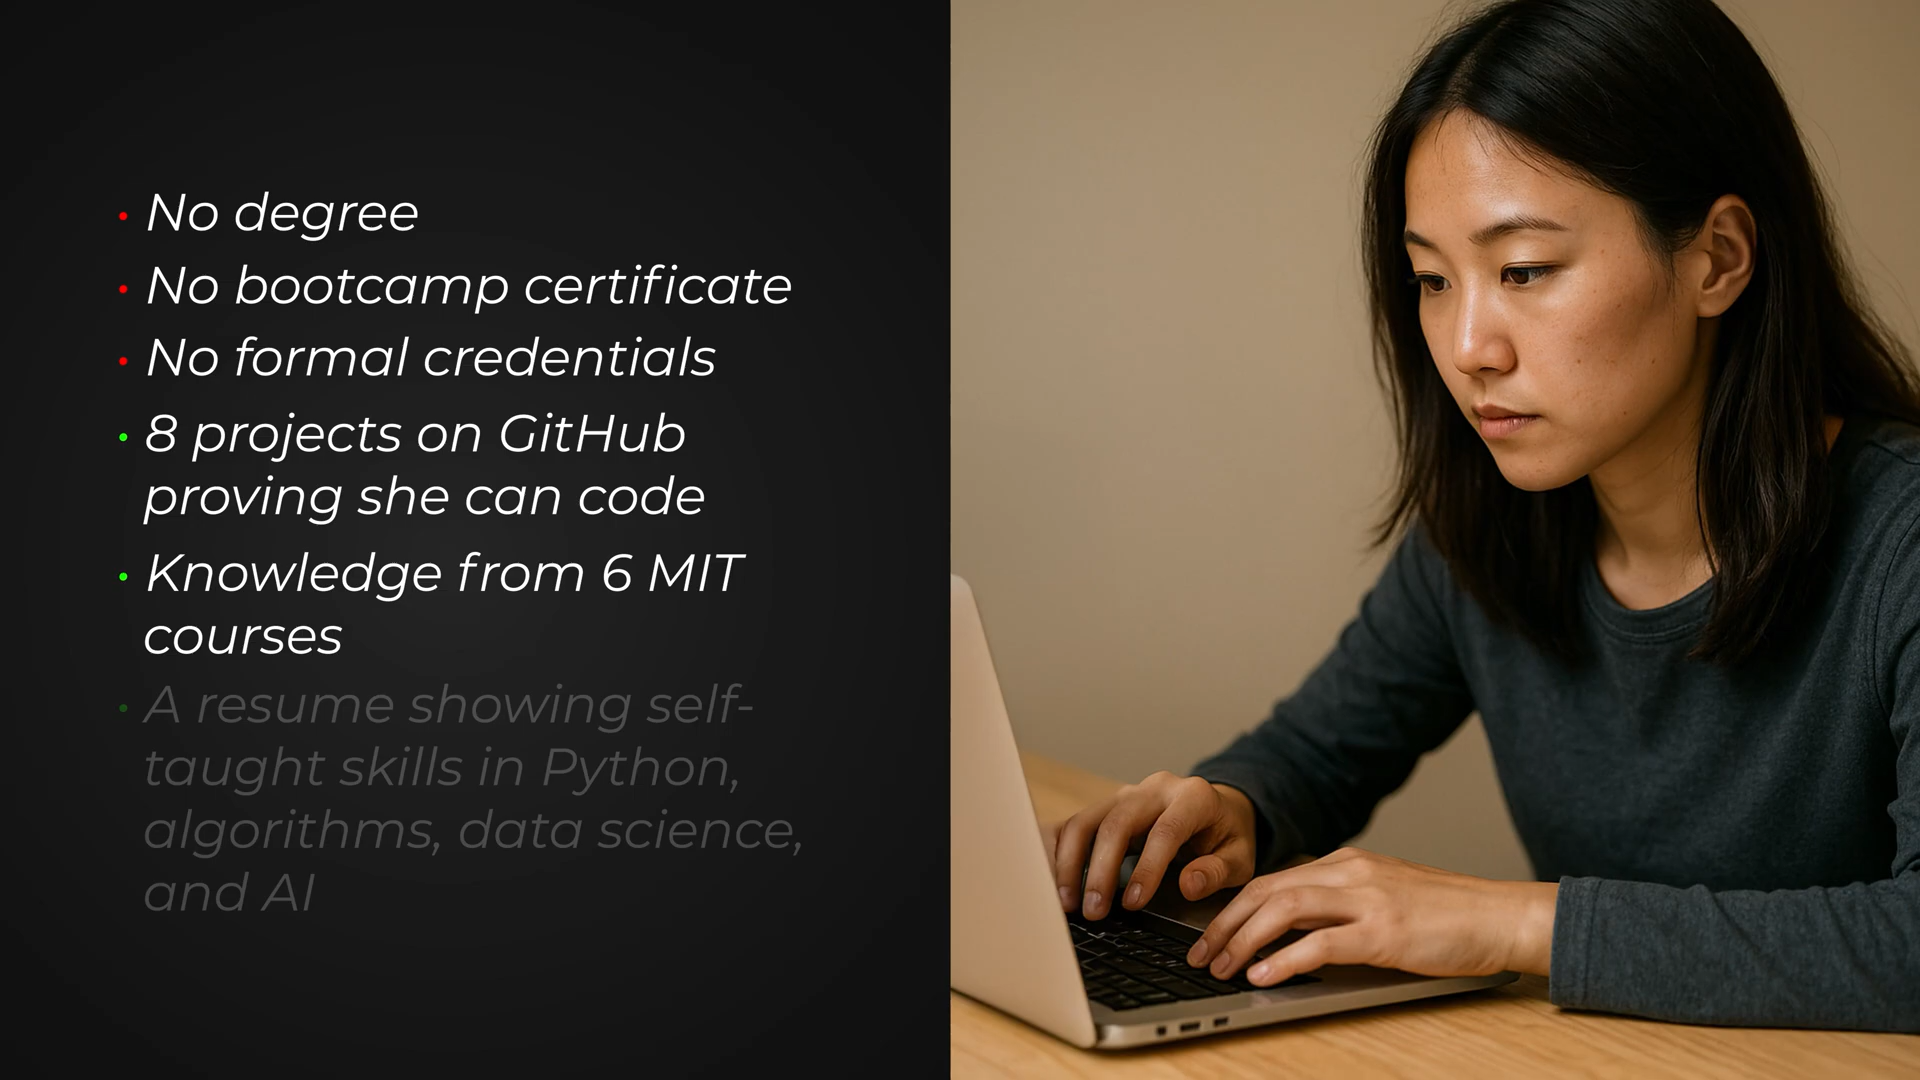 No degree
No bootcamp certificate
No formal credentials
8 projects on GitHub
proving she can code
Knowledge from 6 MIT
courses
A resume showing self-
taught skills in Python,
algorithms, data science,
and AI